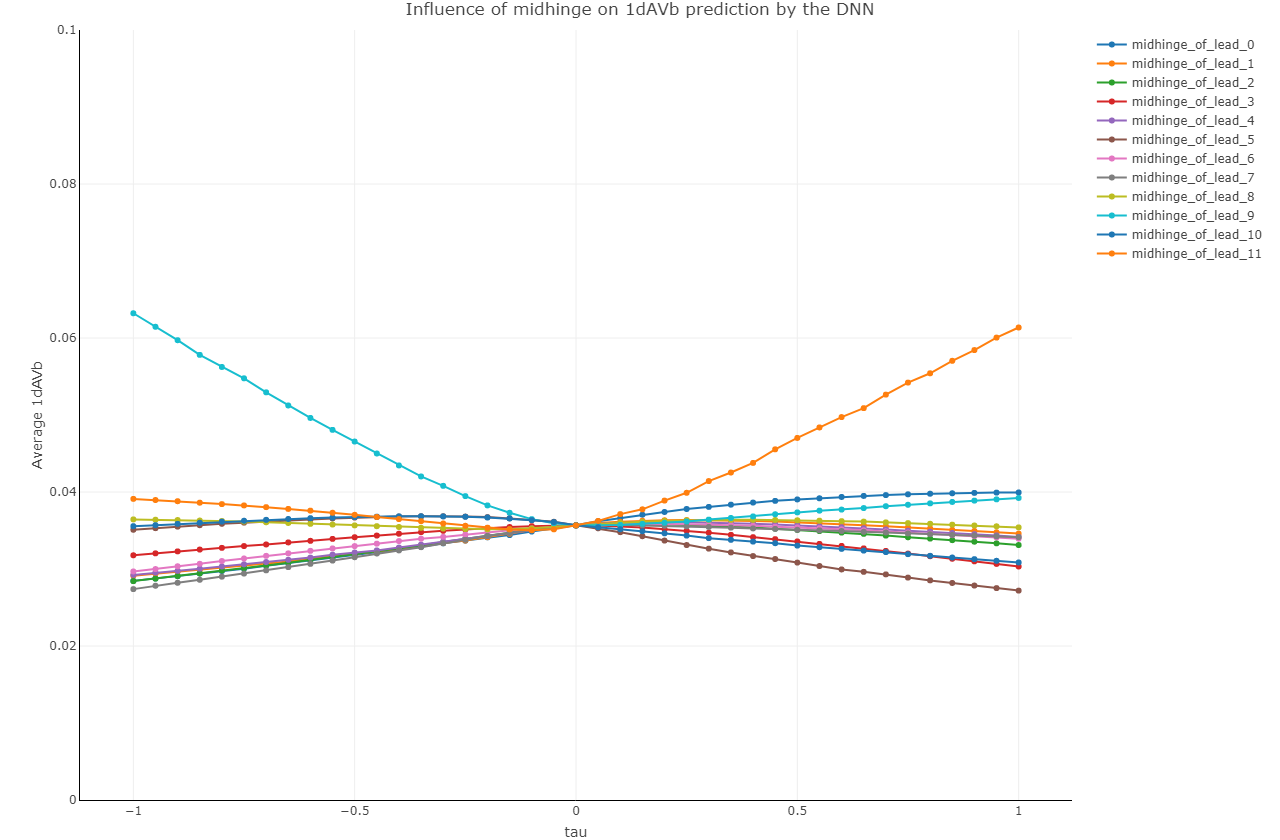 Influence of midhinge on 1dAVb prediction by the DNN
0.1
0.08
0.06
0.04
0.02
0
Average 1dAVb
−1
−0.5
0
0.5
1
tau
midhinge_of_lead_0
midhinge_of_lead_1
midhinge_of_lead_2
midhinge_of_lead_3
midhinge_of_lead_4
midhinge_of_lead_5
midhinge_of_lead_6
midhinge_of_lead_7
midhinge_of_lead_8
midhinge_of_lead_9
midhinge_of_lead_10
midhinge_of_lead_11